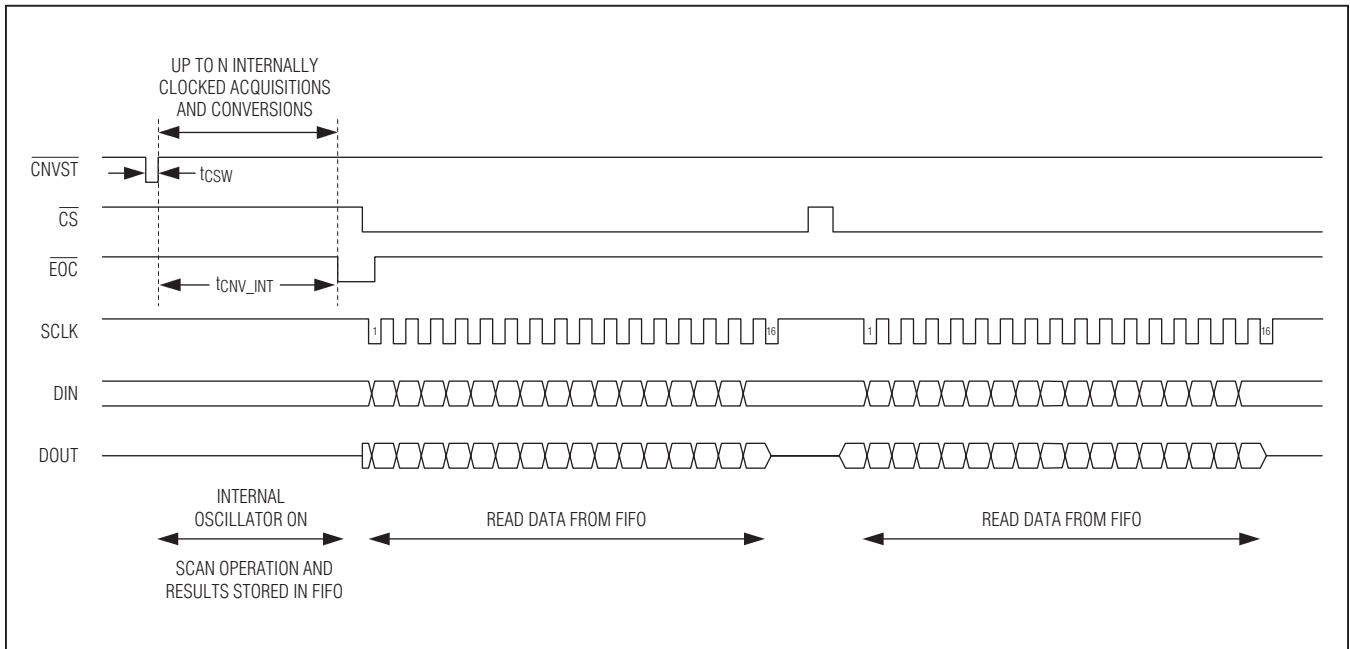 UP TO N INTERNALLY
CLOCKED ACQUISITIONS
AND CONVERSIONS
CNVST
tCSW
CS
EOC
tCNV_INT
SCLK
1
16
1
16
DIN
DOUT
INTERNAL
OSCILLATOR ON
READ DATA FROM FIFO
READ DATA FROM FIFO
SCAN OPERATION AND
RESULTS STORED IN FIFO